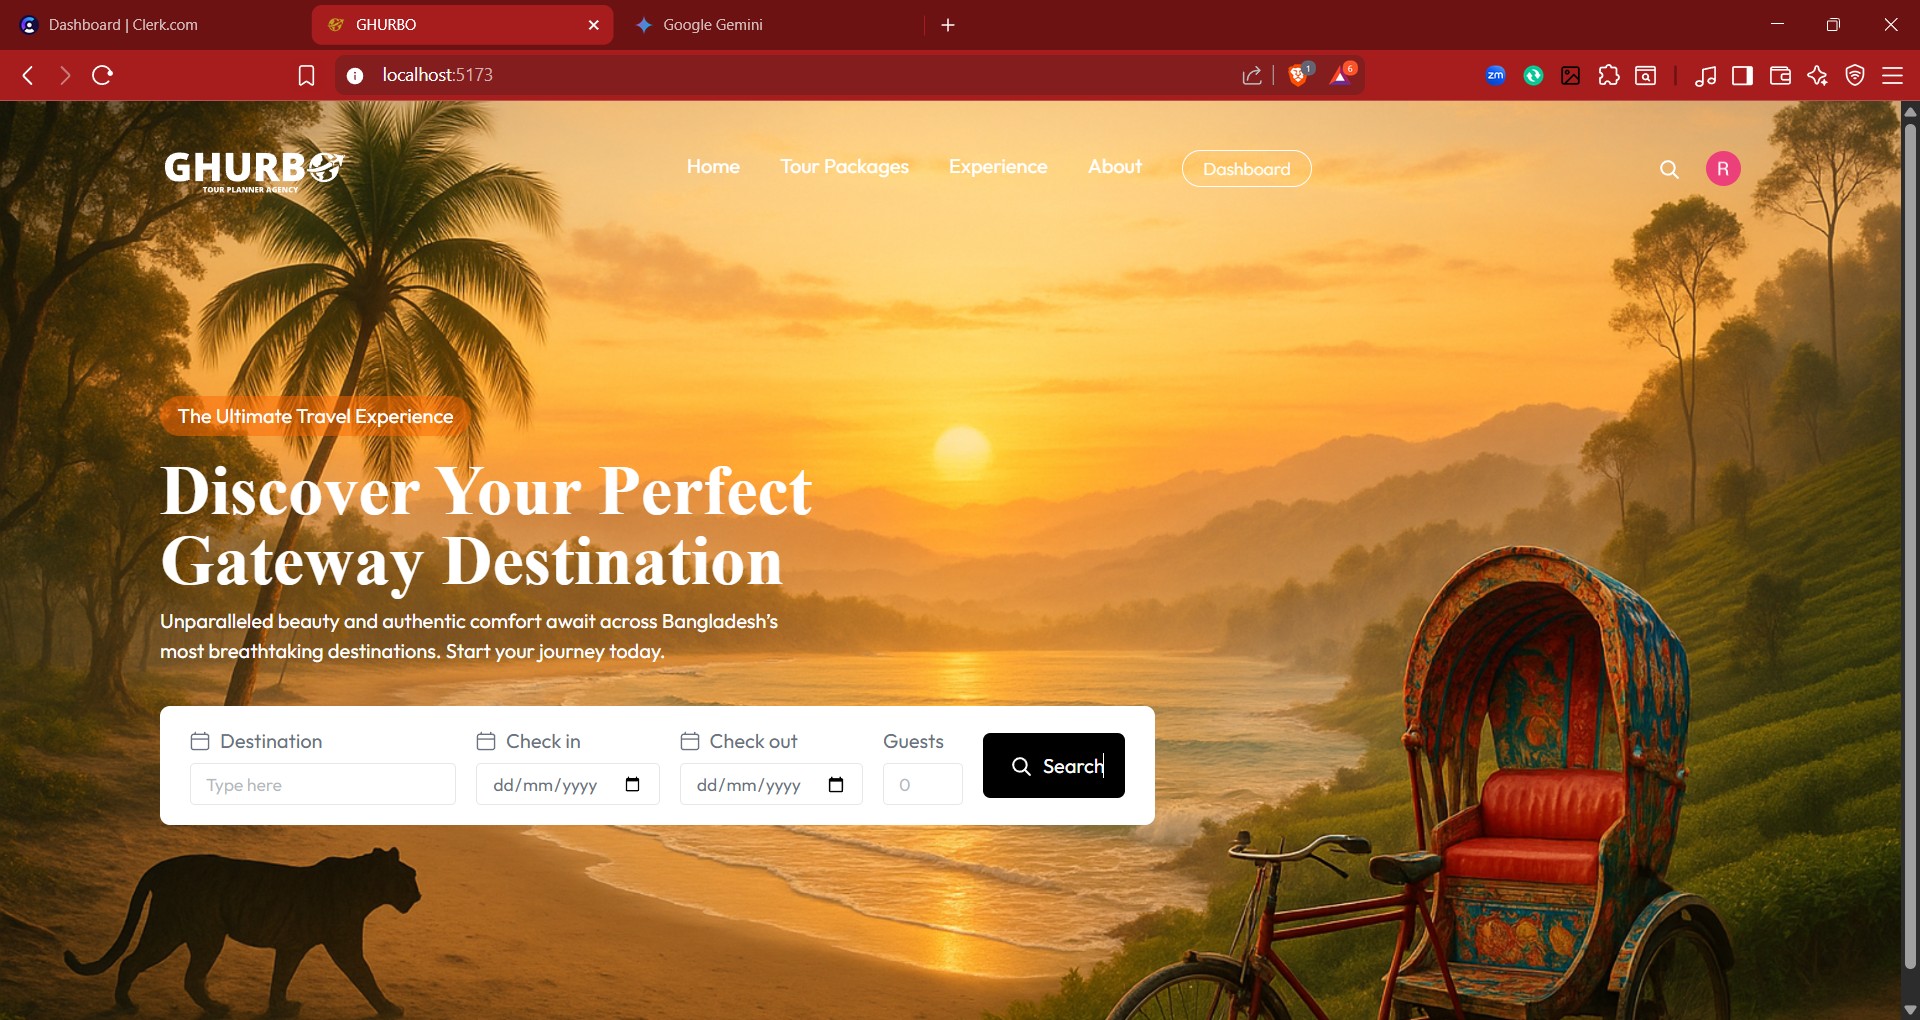 Dashboard | Clerk.com
GHURBO
Google Gemini
localhost:5173
1
6
zm
GHURBO
TOUR PLANNER AGENCY
Home
Tour Packages
Experience
About
Dashboard
R
The Ultimate Travel Experience
Discover Your Perfect
Gateway Destination
Unparalleled beauty and authentic comfort await across Bangladesh’s
most breathtaking destinations. Start your journey today.
Destination
Check in
Check out
Guests
Type here
dd/mm/yyyy
dd/mm/yyyy
0
Search